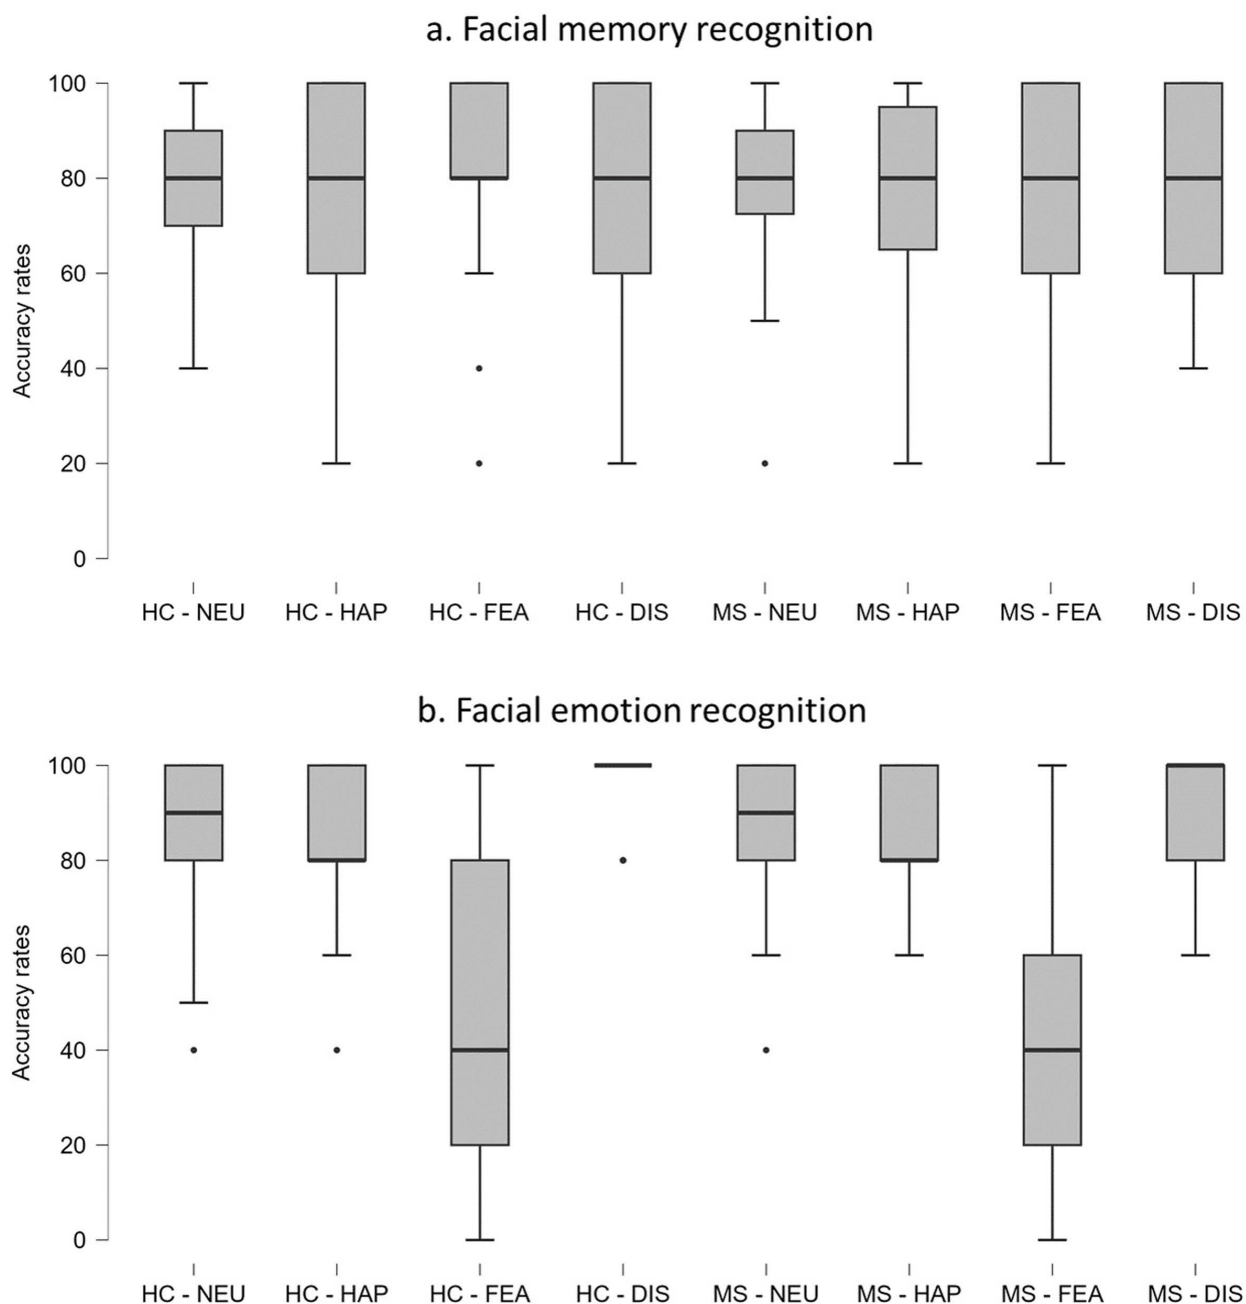 a. Facial memory recognition
100
80
60
40
20
0
Accuracy rates
HC - NEU HC - HAP HC - FEA HC - DIS MS - NEU MS - HAP MS - FEA MS - DIS
b. Facial emotion recognition
100
80
60
40
20
0
Accuracy rates
HC - NEU HC - HAP HC - FEA HC - DIS MS - NEU MS - HAP MS - FEA MS - DIS